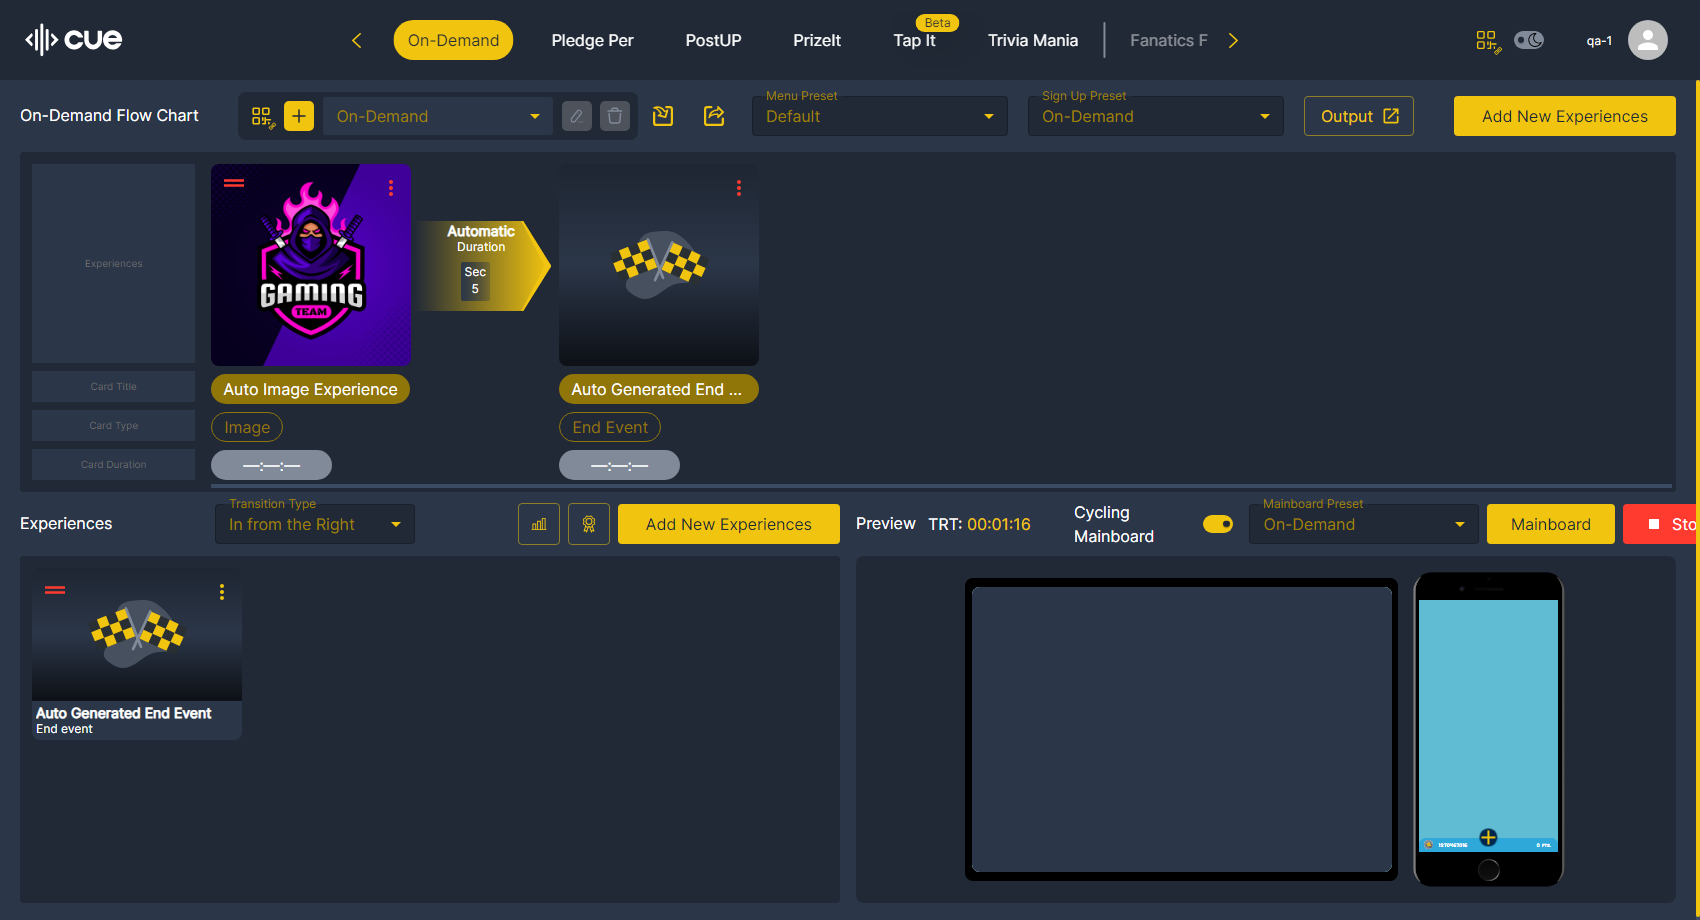 cue
On-Demand
Pledge Per
PostUP
PrizeIt
Beta
Tap It
Trivia Mania
Fanatics F
qa-1
On-Demand Flow Chart
On-Demand
Menu Preset
Default
Sign Up Preset
On-Demand
Output
Add New Experiences
Experiences
GAMING
TEAM
Automatic
Duration
Sec
5
Card Title
Auto Image Experience
Auto Generated End ...
Card Type
Image
End Event
Card Duration
—:—:—
—:—:—
Experiences
Transition Type
In from the Right
Add New Experiences
Preview
TRT: 00:01:16
Cycling
Mainboard
Mainboard Preset
On-Demand
Mainboard
Sto
Auto Generated End Event
End event
0 PTS.